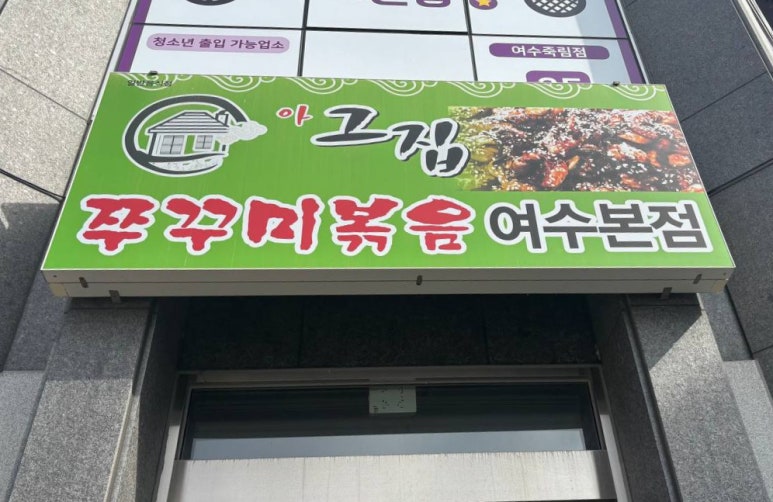 청소년 출입 가능업소
여수죽림점
아 그집
쭈꾸미볶음 여수본점